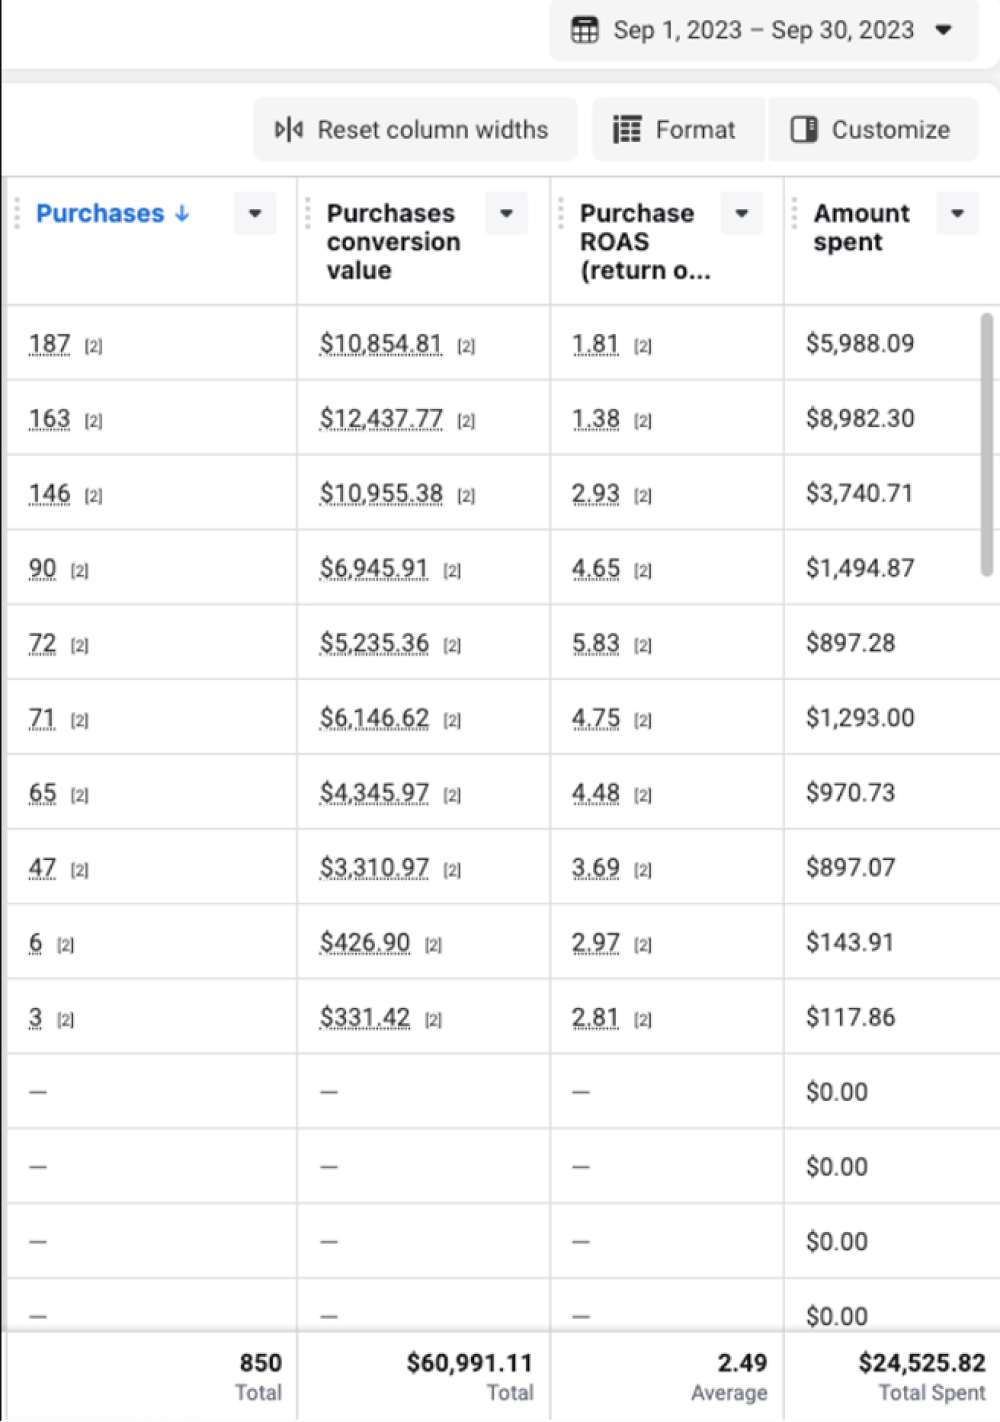 Sep 1, 2023 – Sep 30, 2023
Reset column widths Format Customize
Purchases ↓ Purchases conversion value Purchase ROAS (return o... Amount spent
187 [2] $10,854.81 [2] 1.81 [2] $5,988.09
163 [2] $12,437.77 [2] 1.38 [2] $8,982.30
146 [2] $10,955.38 [2] 2.93 [2] $3,740.71
90 [2] $6,945.91 [2] 4.65 [2] $1,494.87
72 [2] $5,235.36 [2] 5.83 [2] $897.28
71 [2] $6,146.62 [2] 4.75 [2] $1,293.00
65 [2] $4,345.97 [2] 4.48 [2] $970.73
47 [2] $3,310.97 [2] 3.69 [2] $897.07
6 [2] $426.90 [2] 2.97 [2] $143.91
3 [2] $331.42 [2] 2.81 [2] $117.86
— — — $0.00
— — — $0.00
— — — $0.00
— — — $0.00
850 $60,991.11 2.49 $24,525.82
Total Total Average Total Spent